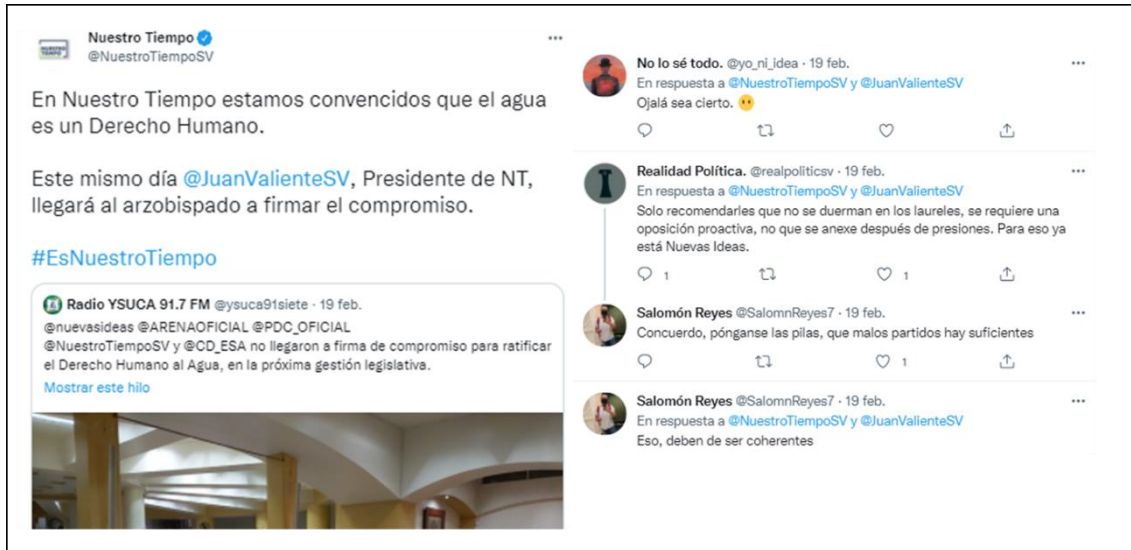 Nuestro Tiempo
@NuestroTiempoSV
En Nuestro Tiempo estamos convencidos que el agua
es un Derecho Humano.
Este mismo día @JuanValienteSV, Presidente de NT,
llegará al arzobispado a firmar el compromiso.
#EsNuestroTiempo
Radio YSUCA 91.7 FM @ysuca91siete · 19 feb.
@nuevasideas @ARENAOFICIAL @PDC_OFICIAL
@NuestroTiempoSV y @CD_ESA no llegaron a firma de compromiso para ratificar
el Derecho Humano al Agua, en la próxima gestión legislativa.
Mostrar este hilo
No lo sé todo. @yo_ni_idea · 19 feb.
En respuesta a @NuestroTiempoSV y @JuanValienteSV
Ojalá sea cierto. 😶
Realidad Política. @realpoliticsv · 19 feb.
En respuesta a @NuestroTiempoSV y @JuanValienteSV
Solo recomendarles que no se duerman en los laureles, se requiere una
oposición proactiva, no que se anexe después de presiones. Para eso ya
está Nuevas Ideas.
1 1
Salomón Reyes @SalomnReyes7 · 19 feb.
Concuerdo, pónganse las pilas, que malos partidos hay suficientes
1
Salomón Reyes @SalomnReyes7 · 19 feb.
En respuesta a @NuestroTiempoSV y @JuanValienteSV
Eso, deben de ser coherentes